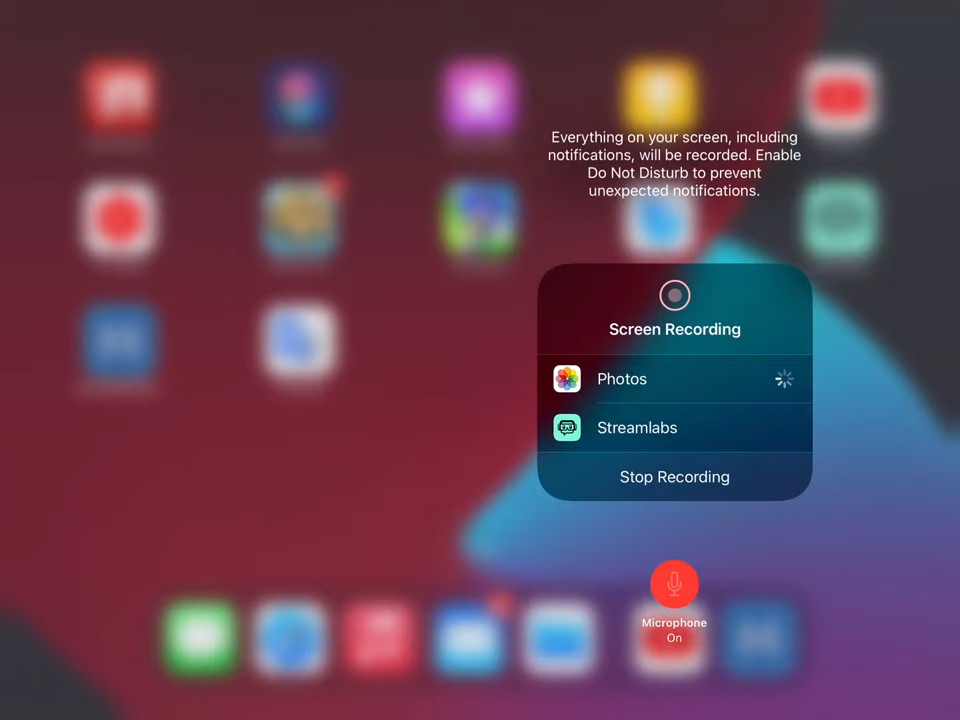 Everything on your screen, including
notifications, will be recorded. Enable
Do Not Disturb to prevent
unexpected notifications.
Screen Recording
Photos
Streamlabs
Stop Recording
Microphone
On